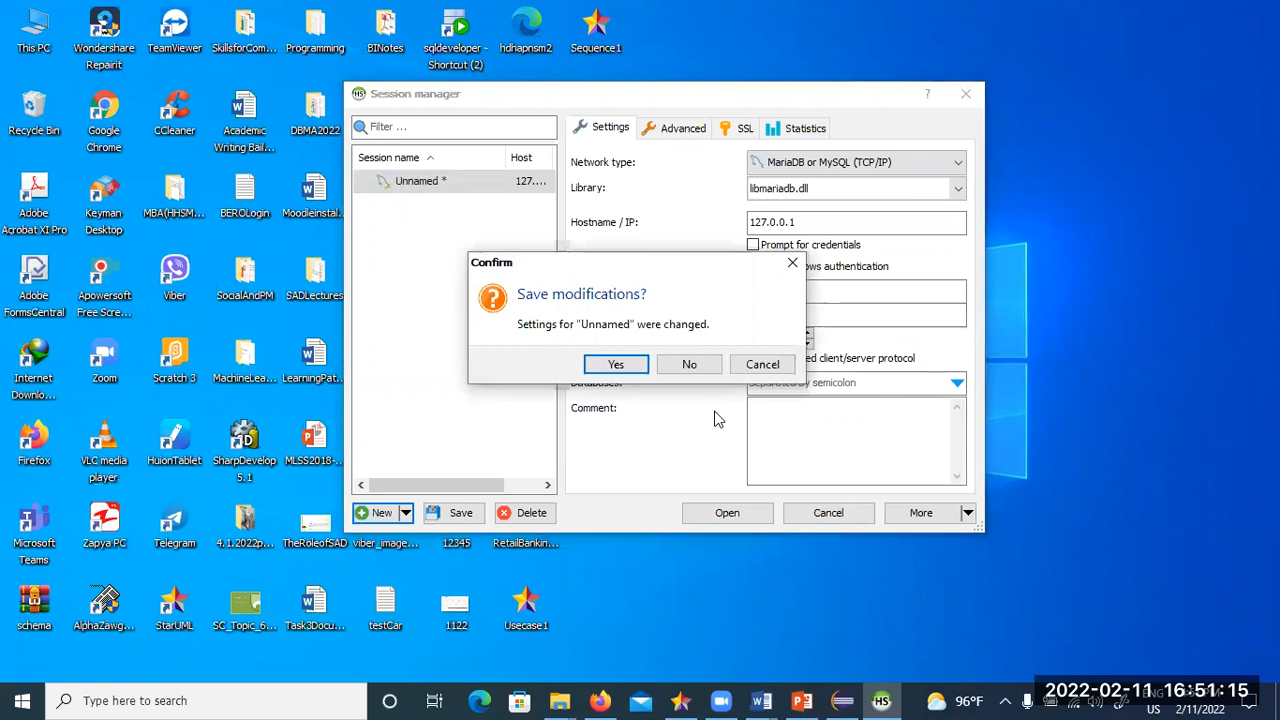 This PC
Wondershare
Repairit
TeamViewer
SkillsforCom...
Programming
BINotes
sqldeveloper -
Shortcut (2)
hdhapnsm2
Sequence1
Recycle Bin
Google
Chrome
CCleaner
Academic
Writing Bail...
DBMA2022
Adobe
Acrobat XI Pro
Keyman
Desktop
MBA(HHSM...
BEROLogin
Moodleinstal...
Adobe
FormsCentral
Apowersoft
Free Scre...
Viber
SocialAndPM
SADLectures
Internet
Downlo...
Zoom
Scratch 3
MachineLea...
LearningPat...
Firefox
VLC media
player
HuionTablet
SharpDevelop
5.1
MLSS2018-...
Microsoft
Teams
Zapya PC
Telegram
4.1.2022p...
TheRoleofSAD
viber_image...
12345
RetailBankin...
schema
AlphaZawg...
StarUML
SC_Topic_6...
Task3Docu...
testCar
1122
Usecase1
HS
Session manager
?
Filter ...
Session name
Host
Unnamed *
127....
Settings
Advanced
SSL
Statistics
Network type:
MariaDB or MySQL (TCP/IP)
Library:
libmariadb.dll
Hostname / IP:
127.0.0.1
Prompt for credentials
ows authentication
ed client/server protocol
Databases:
Separated by semicolon
Comment:
Confirm
Save modifications?
Settings for "Unnamed" were changed.
Yes
No
Cancel
New
Save
Delete
Open
Cancel
More
Type here to search
HS
96°F
2022-02-11 16:51:15
US
2/11/2022